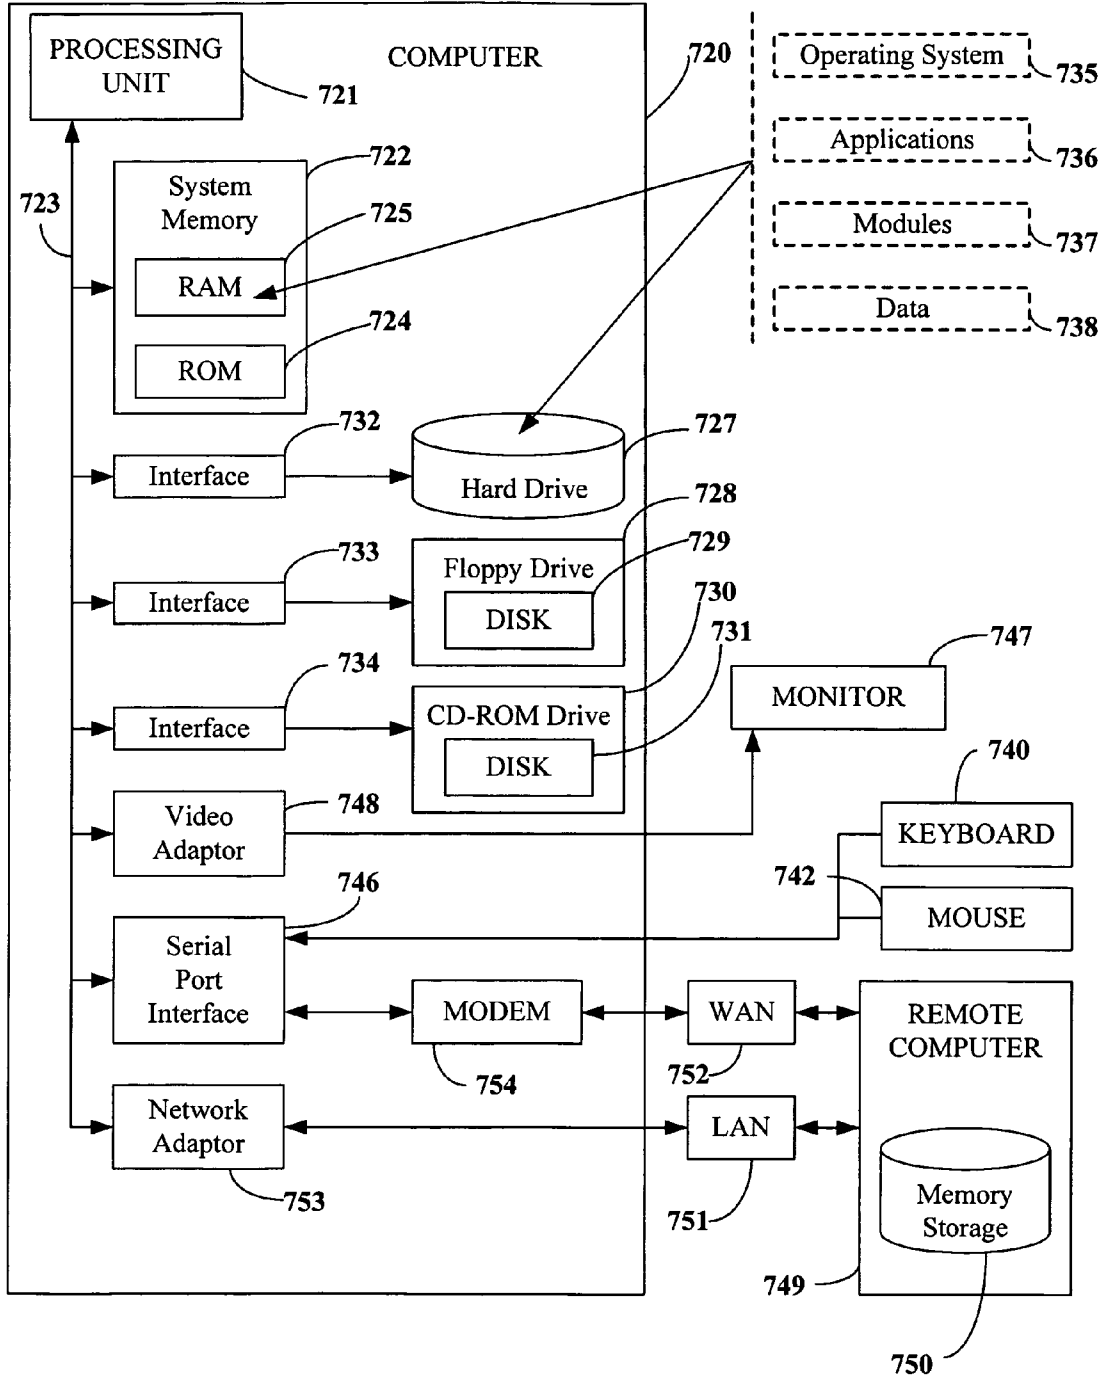 PROCESSING
UNIT
721
COMPUTER
720
Operating System
735
Applications
736
Modules
737
Data
738
723
722
System
Memory
725
RAM
724
ROM
732
Interface
727
Hard Drive
728
733
Interface
729
Floppy Drive
DISK
730
731
734
Interface
CD-ROM Drive
DISK
747
MONITOR
748
Video
Adaptor
740
KEYBOARD
742
MOUSE
746
Serial
Port
Interface
MODEM
754
WAN
752
REMOTE
COMPUTER
Network
Adaptor
753
LAN
751
Memory
Storage
749
750